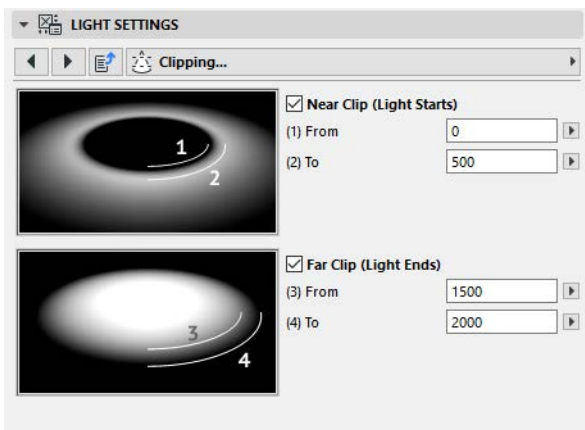 LIGHT SETTINGS
Clipping...
1
2
Near Clip (Light Starts)
(1) From 0
(2) To 500
3
4
Far Clip (Light Ends)
(3) From 1500
(4) To 2000